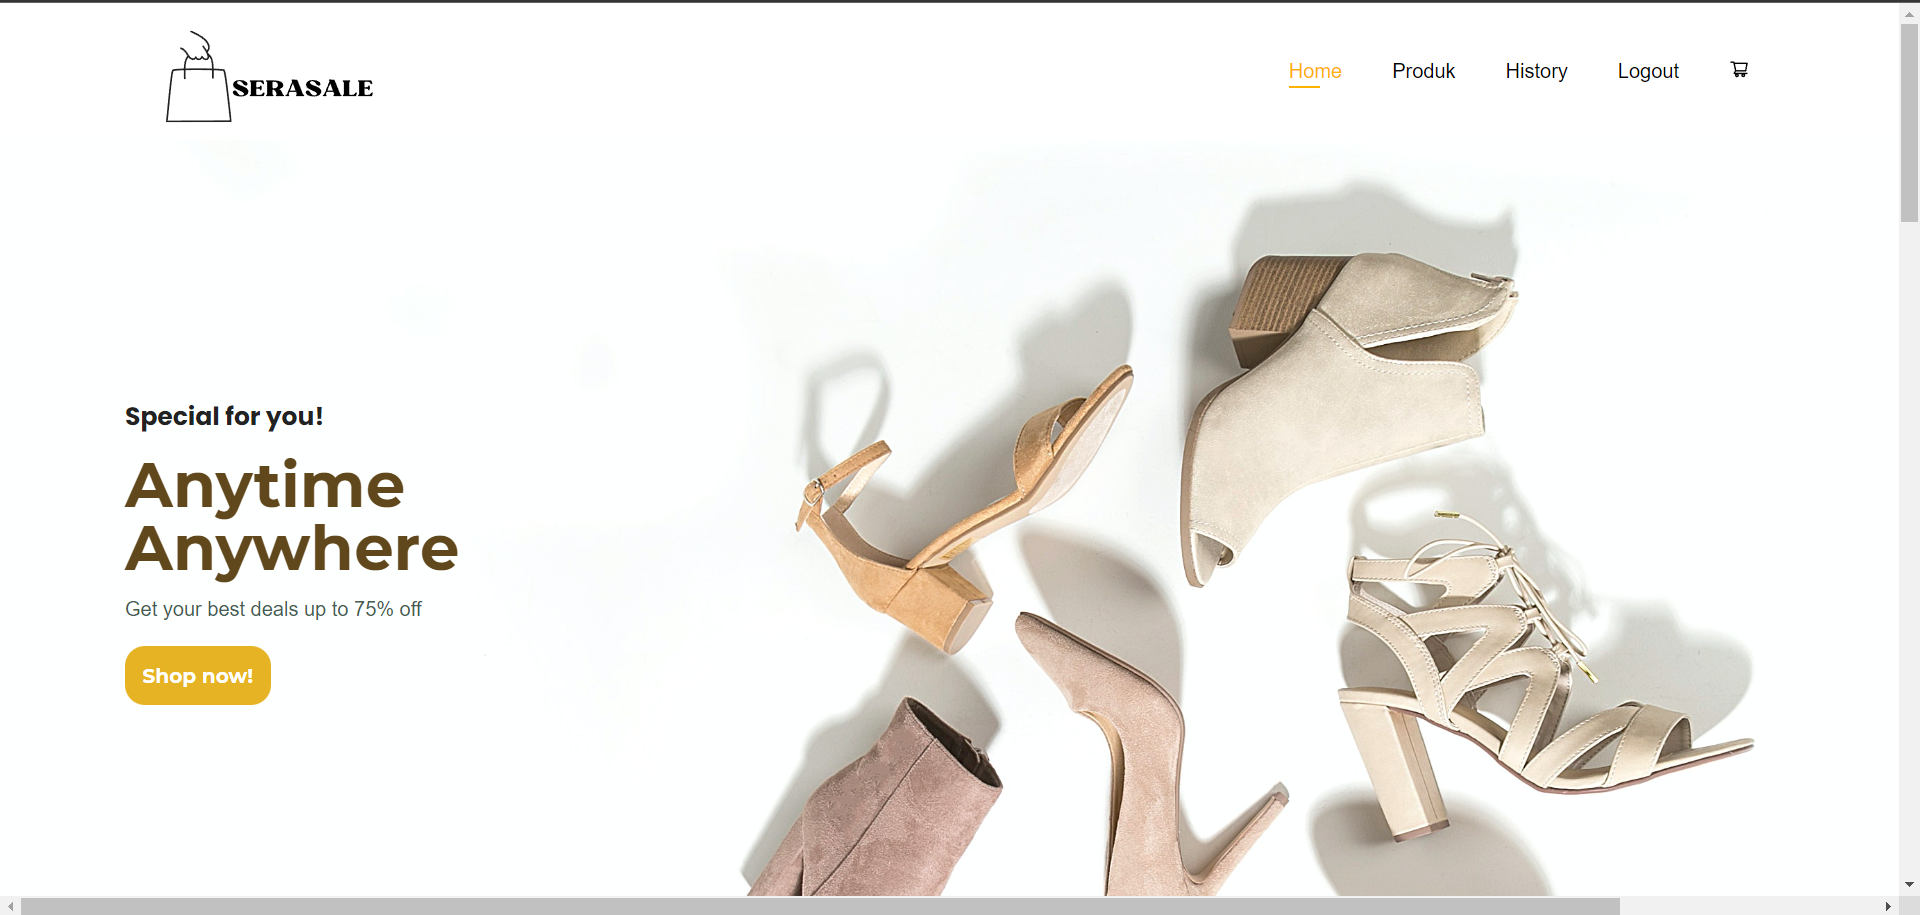 SERASALE
Home Produk History Logout
Special for you!
Anytime
Anywhere
Get your best deals up to 75% off
Shop now!